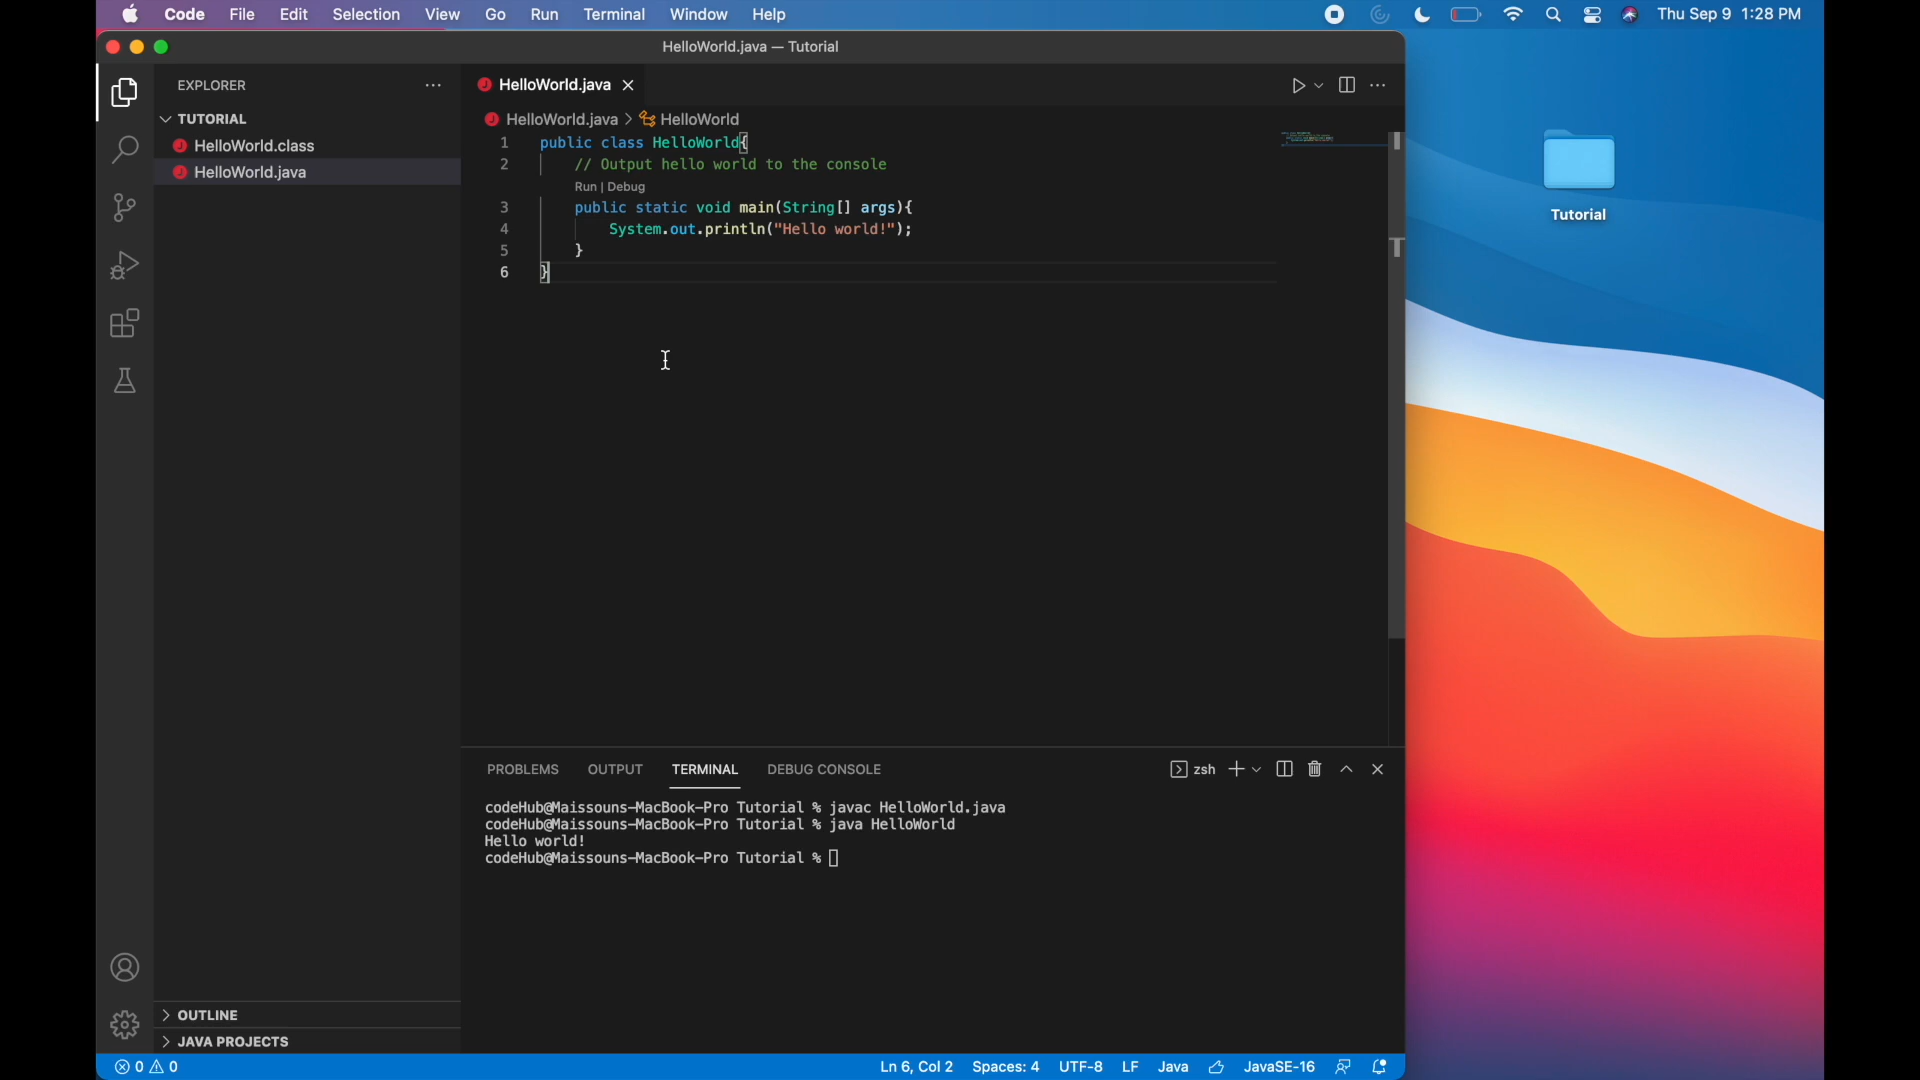 Code File Edit Selection View Go Run Terminal Window Help Thu Sep 9 1:28 PM
HelloWorld.java — Tutorial
EXPLORER
TUTORIAL
HelloWorld.class
HelloWorld.java
OUTLINE
JAVA PROJECTS
HelloWorld.java
HelloWorld.java > HelloWorld
1 public class HelloWorld{
2 // Output hello world to the console
Run | Debug
3 public static void main(String[] args){
4 System.out.println("Hello world!");
5 }
6 }
PROBLEMS OUTPUT TERMINAL DEBUG CONSOLE zsh
codeHub@Maissouns-MacBook-Pro Tutorial % javac HelloWorld.java
codeHub@Maissouns-MacBook-Pro Tutorial % java HelloWorld
Hello world!
codeHub@Maissouns-MacBook-Pro Tutorial %
0 0 Ln 6, Col 2 Spaces: 4 UTF-8 LF Java JavaSE-16
Tutorial